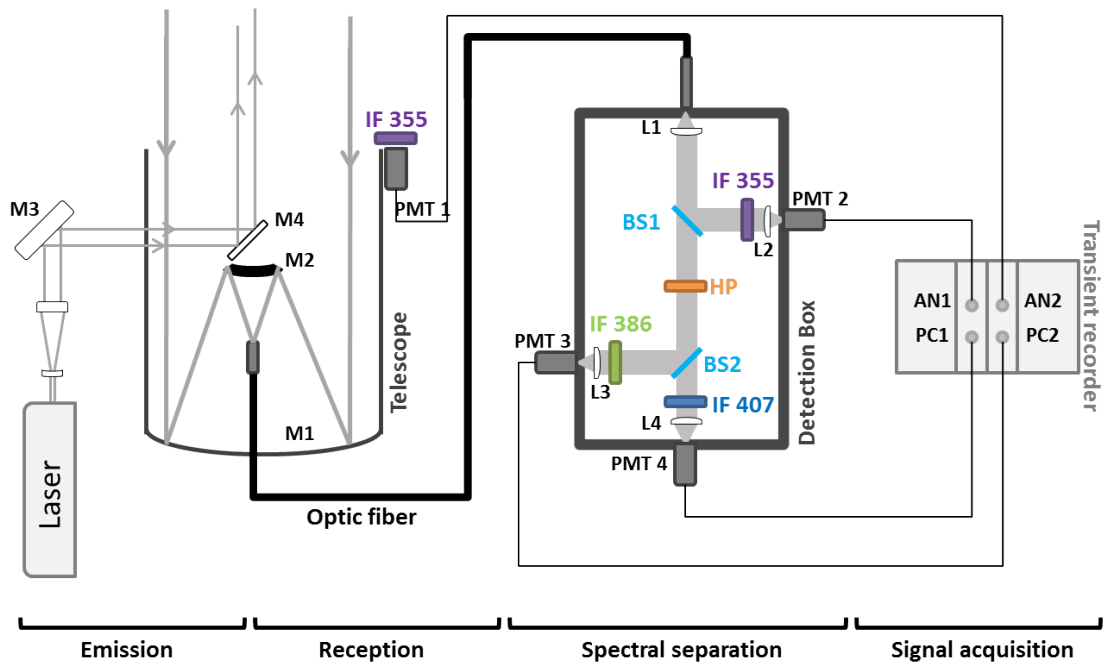 IF 355
M3
M4
PMT 1
M2
Telescope
M1
Laser
Optic fiber
L1
IF 355
PMT 2
BS1
L2
HP
IF 386
PMT 3
BS2
L3
IF 407
L4
PMT 4
Detection Box
AN1
AN2
PC1
PC2
Transient recorder
Emission
Reception
Spectral separation
Signal acquisition